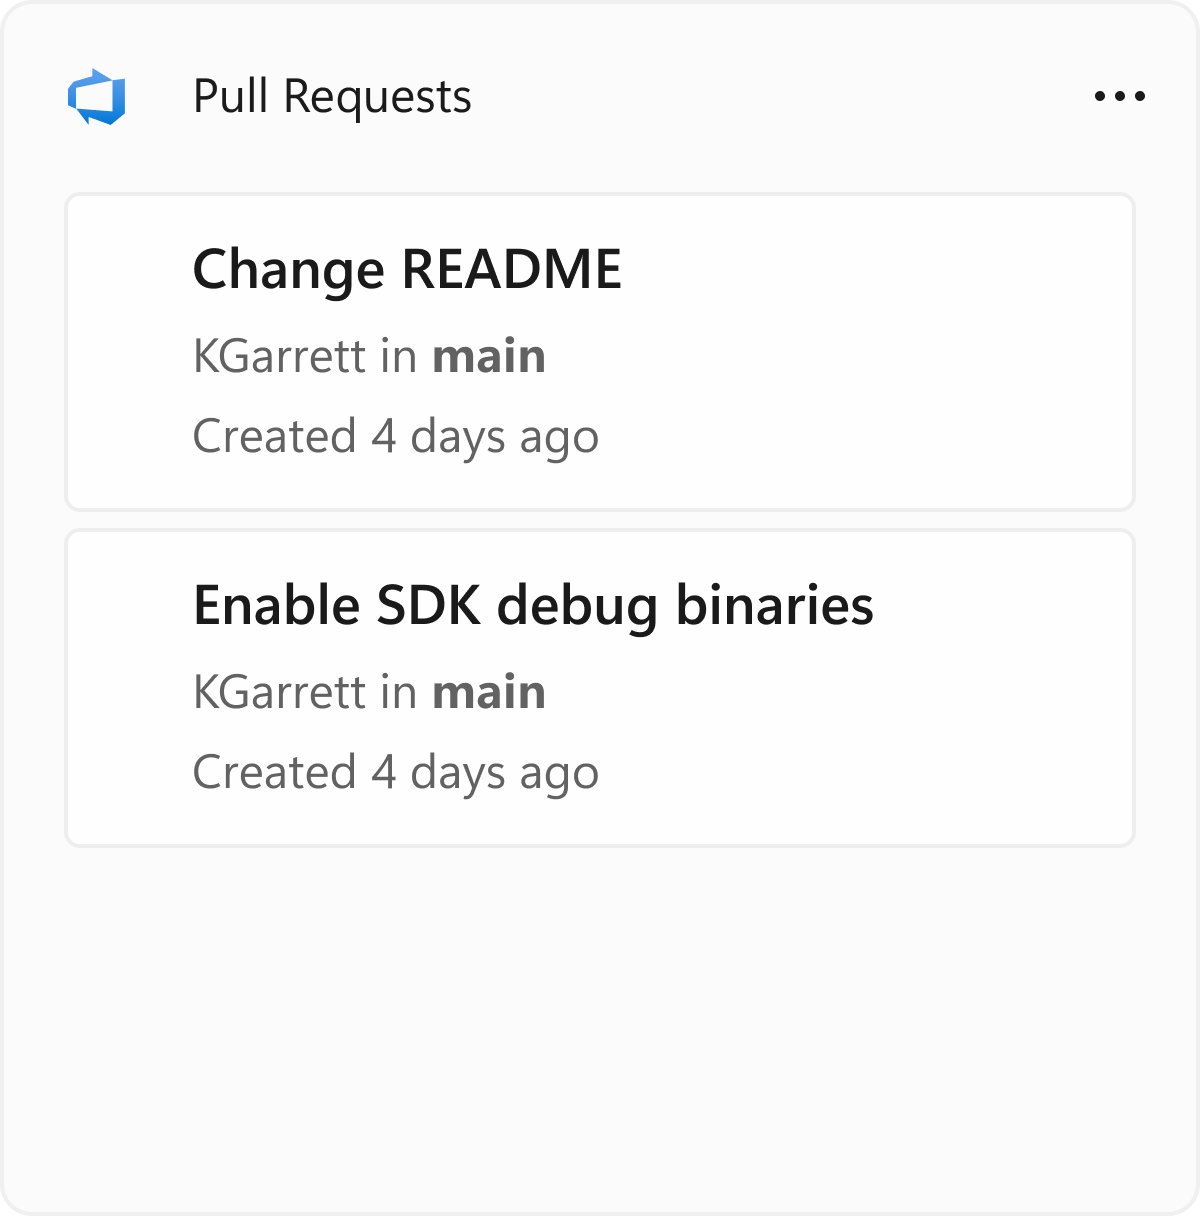 Pull Requests
Change README
KGarrett in main
Created 4 days ago
Enable SDK debug binaries
KGarrett in main
Created 4 days ago